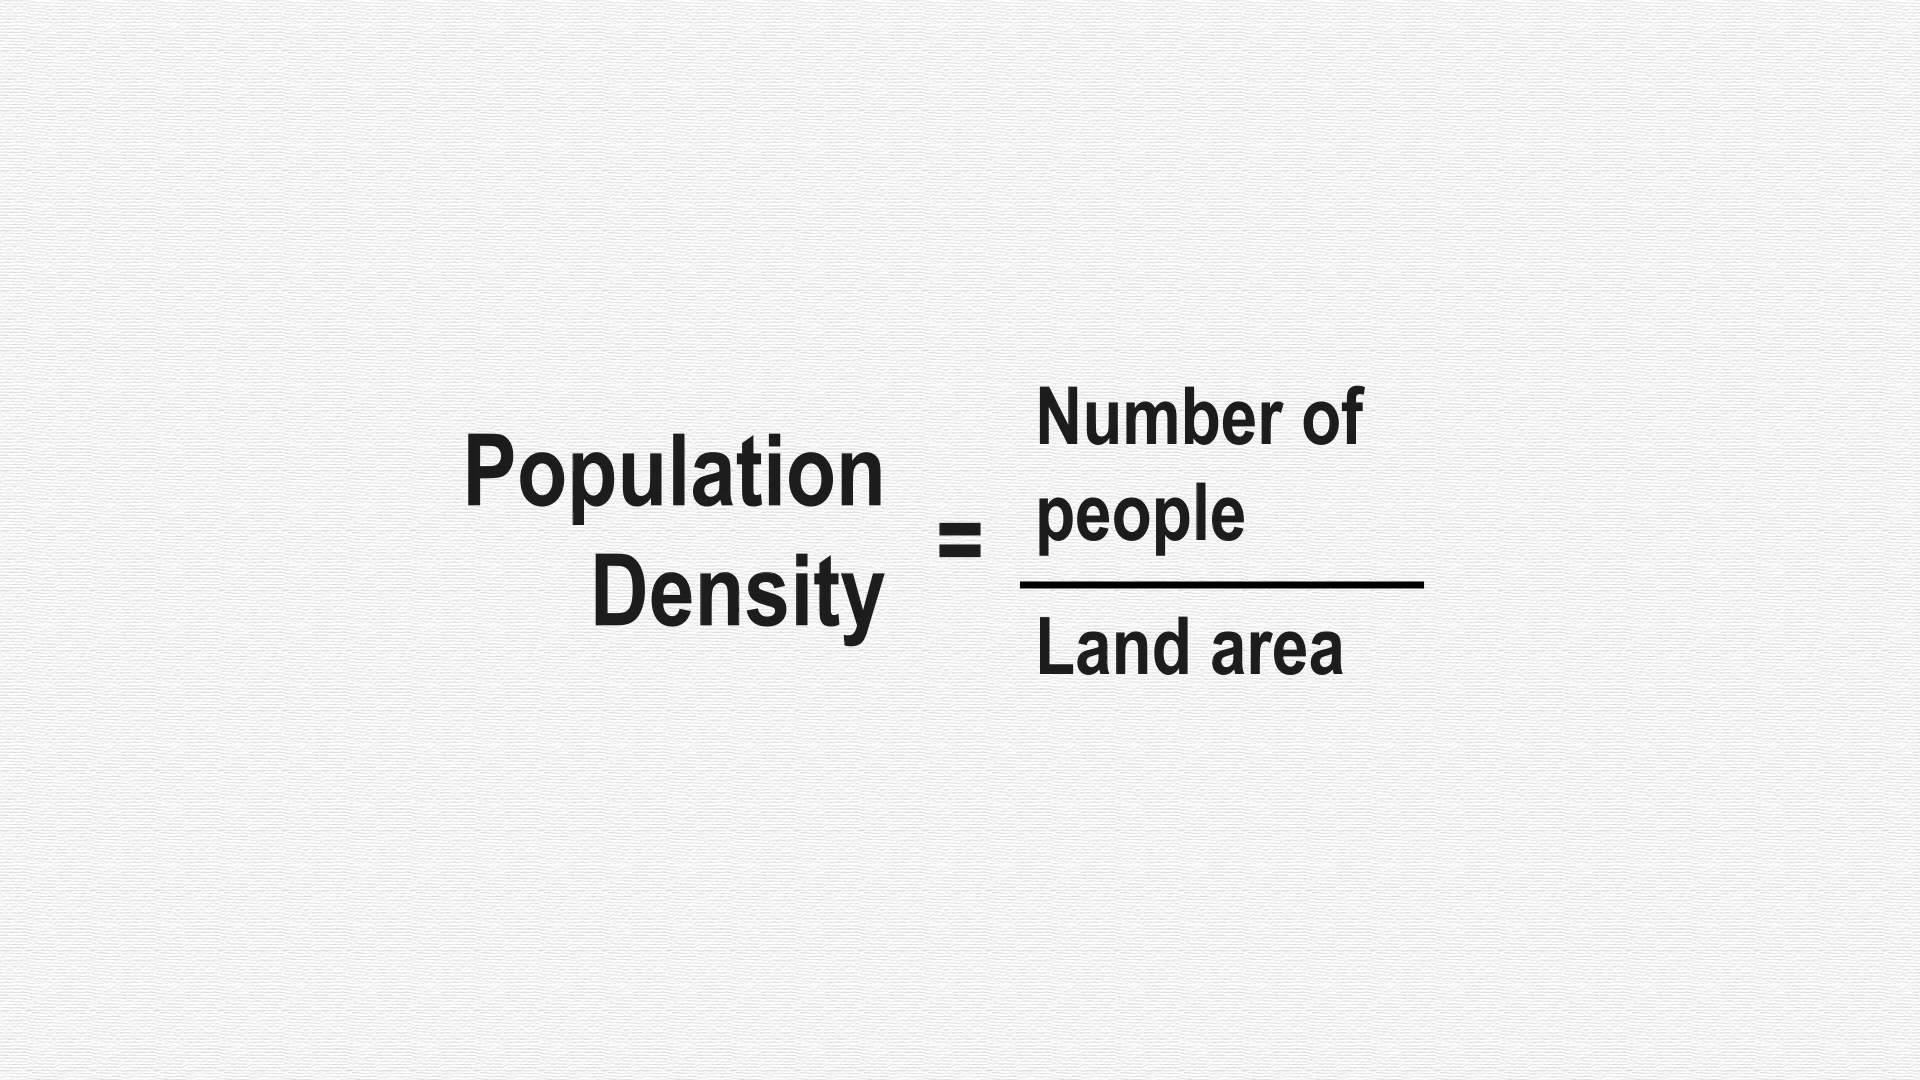 Population
Density
=
Number of
people
Land area